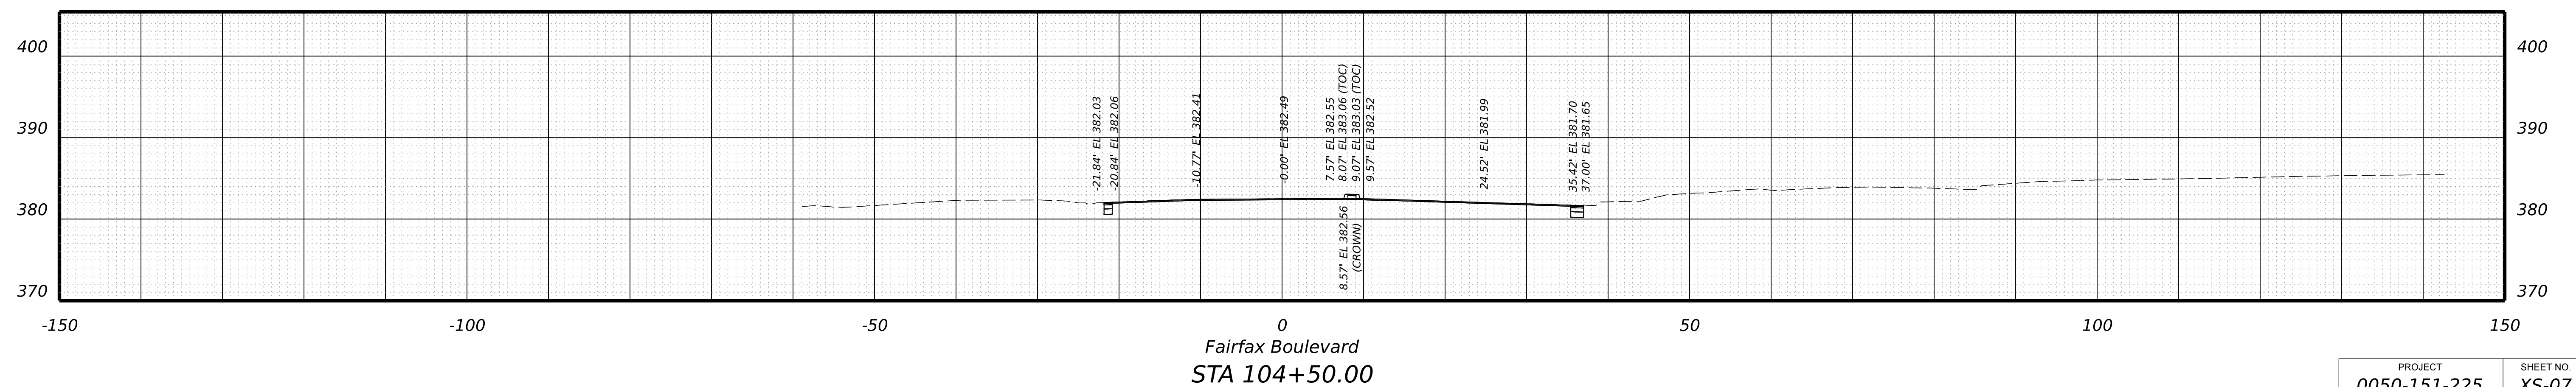 400
400
390
390
380
380
370
370
-21.84' EL 382.03
-20.84' EL 382.06
-10.77' EL 382.41
-0.00' EL 382.49
7.57' EL 382.55
8.07' EL 383.06 (TOC)
9.07' EL 383.03 (TOC)
9.57' EL 382.52
24.52' EL 381.99
35.42' EL 381.70
37.00' EL 381.65
8.57' EL 382.56
(CROWN)
-150
-100
-50
0
50
100
150
Fairfax Boulevard
STA 104+50.00
PROJECT
SHEET NO.
0050-151-225
XS-07